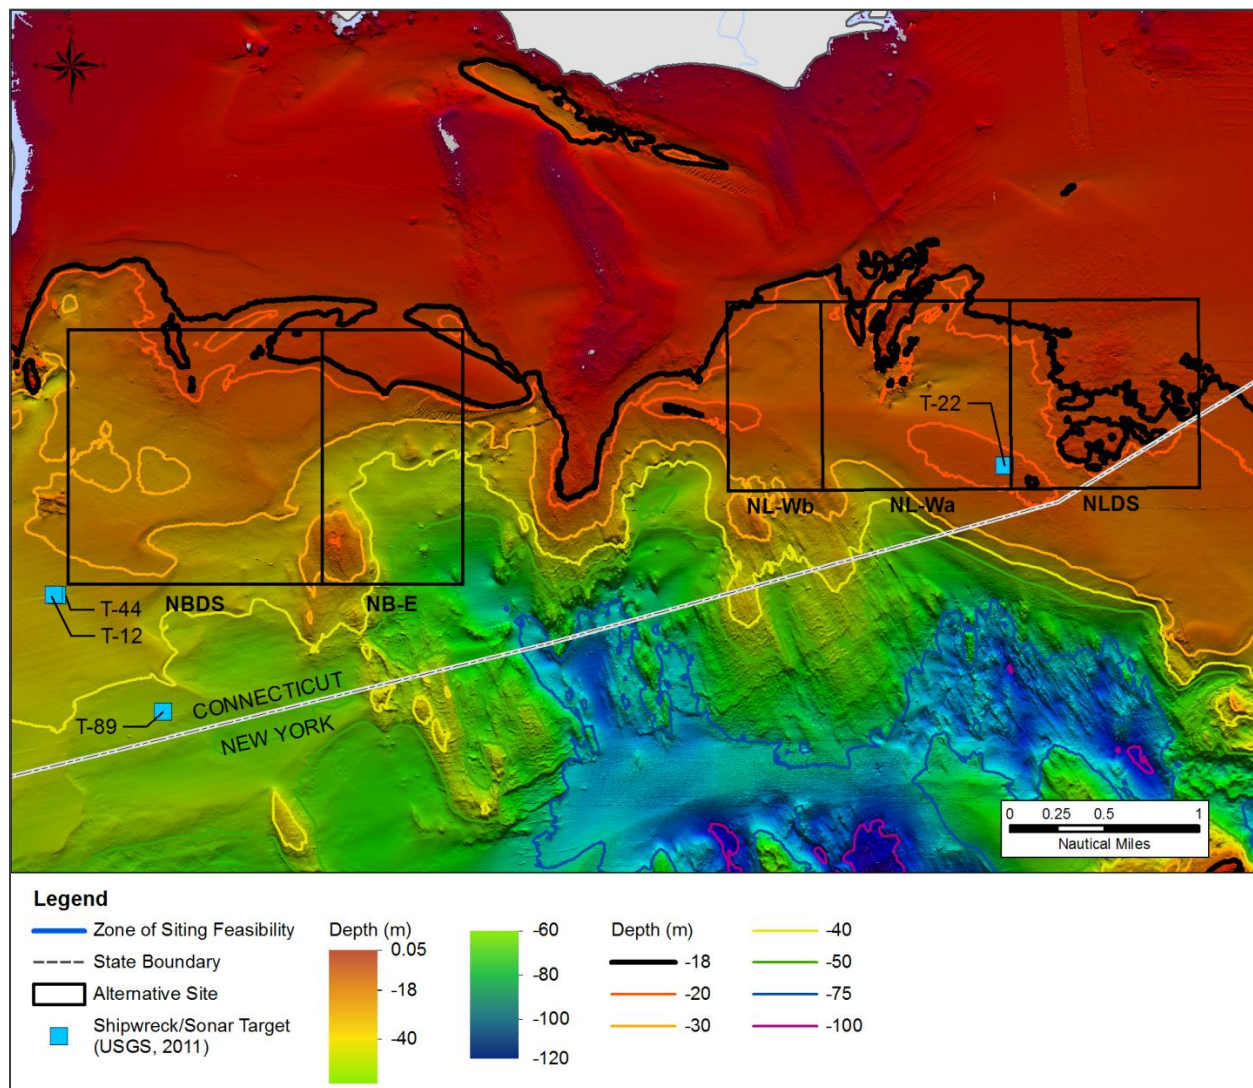 T-22
NL-Wb
NL-Wa
NLDS
T-44
NBDS
NB-E
T-12
T-89
CONNECTICUT
NEW YORK
0 0.25 0.5 1
Nautical Miles
Legend
Zone of Siting Feasibility
State Boundary
Alternative Site
Shipwreck/Sonar Target
(USGS, 2011)
Depth (m)
0.05
-18
-40
-60
-80
-100
-120
Depth (m)
-18
-20
-30
-40
-50
-75
-100